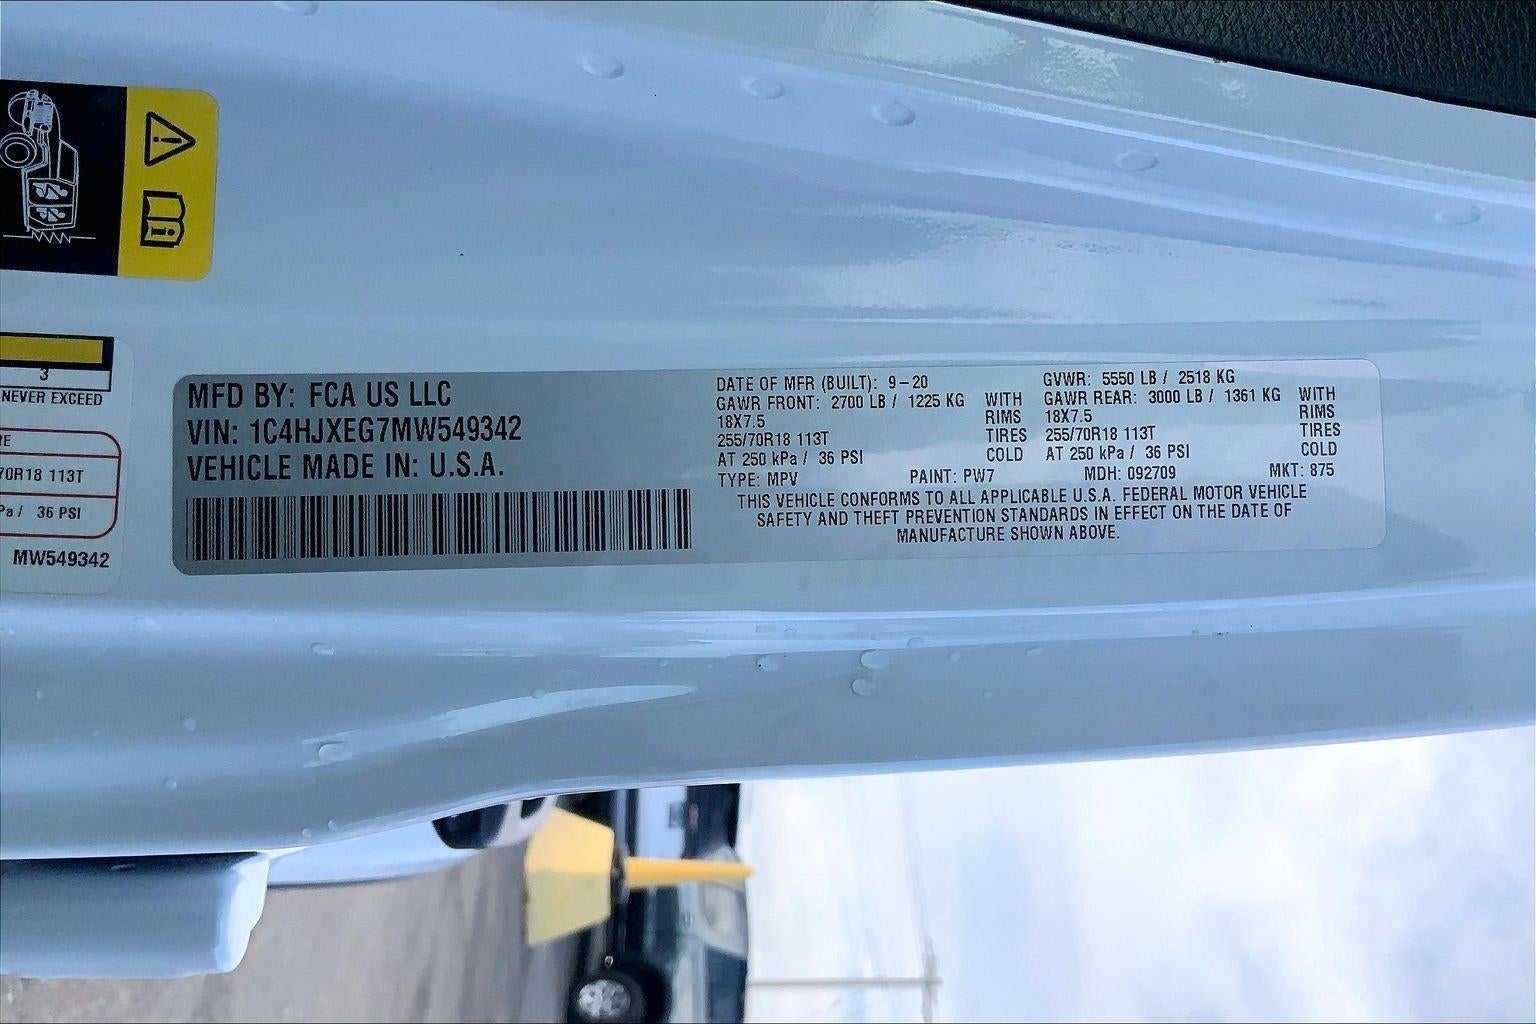 3
NEVER EXCEED
RE
70R18 113T
Pa / 36 PSI
MW549342
MFD BY: FCA US LLC
VIN: 1C4HJXEG7MW549342
VEHICLE MADE IN: U.S.A.
DATE OF MFR (BUILT): 9-20 GVWR: 5550 LB / 2518 KG
GAWR FRONT: 2700 LB / 1225 KG WITH GAWR REAR: 3000 LB / 1361 KG WITH
18X7.5 RIMS 18X7.5 RIMS
255/70R18 113T TIRES 255/70R18 113T TIRES
AT 250 kPa / 36 PSI COLD AT 250 kPa / 36 PSI COLD
TYPE: MPV PAINT: PW7 MDH: 092709 MKT: 875
THIS VEHICLE CONFORMS TO ALL APPLICABLE U.S.A. FEDERAL MOTOR VEHICLE
SAFETY AND THEFT PREVENTION STANDARDS IN EFFECT ON THE DATE OF
MANUFACTURE SHOWN ABOVE.